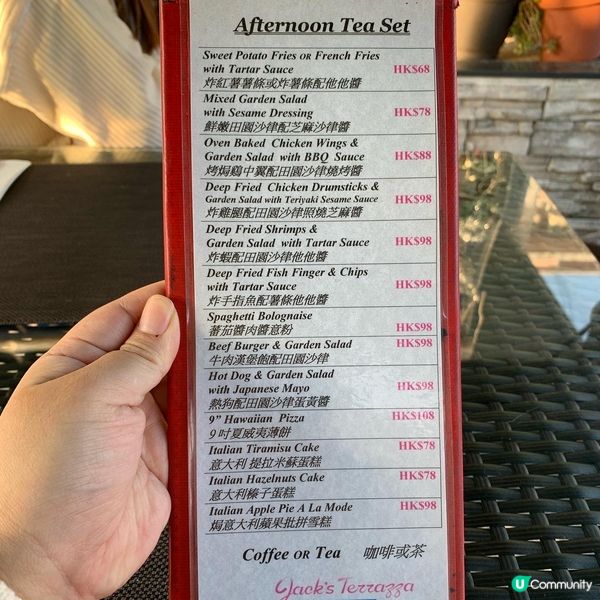 Afternoon Tea Set
Sweet Potato Fries OR French Fries
with Tartar Sauce HK$68
炸紅薯薯條或炸薯條配他他醬
Mixed Garden Salad
with Sesame Dressing HK$78
鮮嫩田園沙律配芝麻沙律醬
Oven Baked Chicken Wings &
Garden Salad with BBQ Sauce HK$88
烤焗鷄中翼配田園沙律燒烤醬
Deep Fried Chicken Drumsticks &
Garden Salad with Teriyaki Sesame Sauce HK$98
炸雞腿配田園沙律照燒芝麻醬
Deep Fried Shrimps &
Garden Salad with Tartar Sauce HK$98
炸蝦配田園沙律他他醬
Deep Fried Fish Finger & Chips
with Tartar Sauce HK$98
炸手指魚配薯條他他醬
Spaghetti Bolognaise
蕃茄醬肉醬意粉 HK$98
Beef Burger & Garden Salad HK$98
牛肉漢堡飽配田園沙律
Hot Dog & Garden Salad
with Japanese Mayo HK$98
熱狗配田園沙律蛋黃醬
9” Hawaiian Pizza HK$108
9吋夏威夷薄餅
Italian Tiramisu Cake HK$78
意大利 提拉米蘇蛋糕
Italian Hazelnuts Cake HK$78
意大利榛子蛋糕
Italian Apple Pie A La Mode HK$98
焗意大利蘋果批拼雪糕
Coffee OR Tea 咖啡或茶
Jack's Terrazza
U Community